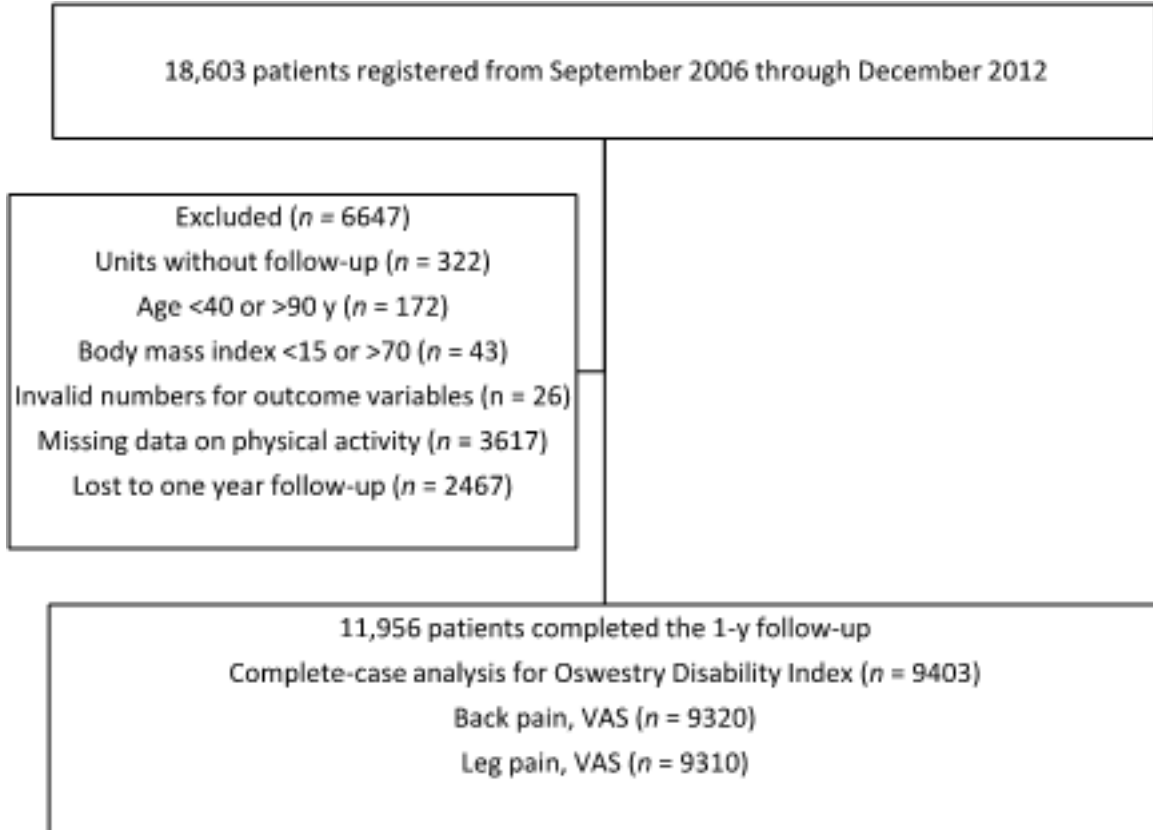 18,603 patients registered from September 2006 through December 2012
Excluded (n = 6647)
Units without follow-up (n = 322)
Age <40 or >90 y (n = 172)
Body mass index <15 or >70 (n = 43)
Invalid numbers for outcome variables (n = 26)
Missing data on physical activity (n = 3617)
Lost to one year follow-up (n = 2467)
11,956 patients completed the 1-y follow-up
Complete-case analysis for Oswestry Disability Index (n = 9403)
Back pain, VAS (n = 9320)
Leg pain, VAS (n = 9310)